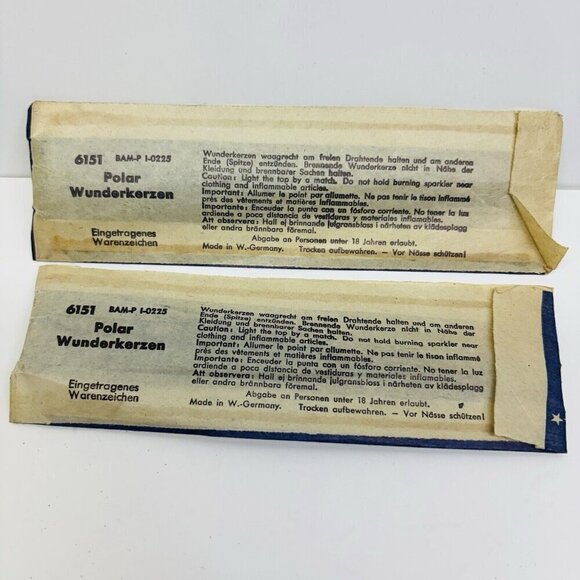 6151 BAM-P I-0225
Polar
Wunderkerzen
Eingetragenes
Warenzeichen
Wunderkerzen waagrecht am freien Drahtende halten und am anderen
Ende (Spitze) entzünden. Brennende Wunderkerze nicht in Nähe der
Kleidung und brennbarer Sachen halten.
Caution: Light the top by a match. Do not hold burning sparkler near
clothing and inflammable articles.
Important: Allumer le point par allumette. Ne pas tenir le tison inflammé
près des vêtements et matières inflammables.
Importante: Enceuder la punta con un fósforo corriente. No tener la luz
ardiende a poca distancia de vestiduras y materiales inflamables.
Att observera: Hall ej brinnande julgransbloss i närheten av klädesplagg
eller andra brännbara föremal.
Abgabe an Personen unter 18 Jahren erlaubt.
Made in W.-Germany. Trocken aufbewahren. – Vor Nässe schützen!
6151 BAM-P I-0225
Polar
Wunderkerzen
Eingetragenes
Warenzeichen
Wunderkerzen waagrecht am freien Drahtende halten und am anderen
Ende (Spitze) entzünden. Brennende Wunderkerze nicht in Nähe der
Kleidung und brennbarer Sachen halten.
Caution: Light the top by a match. Do not hold burning sparkler near
clothing and inflammable articles.
Important: Allumer le point par allumette. Ne pas tenir le tison inflammé
près des vêtements et matières inflammables.
Importante: Enceuder la punta con un fósforo corriente. No tener la luz
ardiende a poca distancia de vestiduras y materiales inflamables.
Att observera: Hall ej brinnande julgransbloss i närheten av klädesplagg
eller andra brännbara föremal.
Abgabe an Personen unter 18 Jahren erlaubt.
Made in W.-Germany. Trocken aufbewahren. – Vor Nässe schützen!